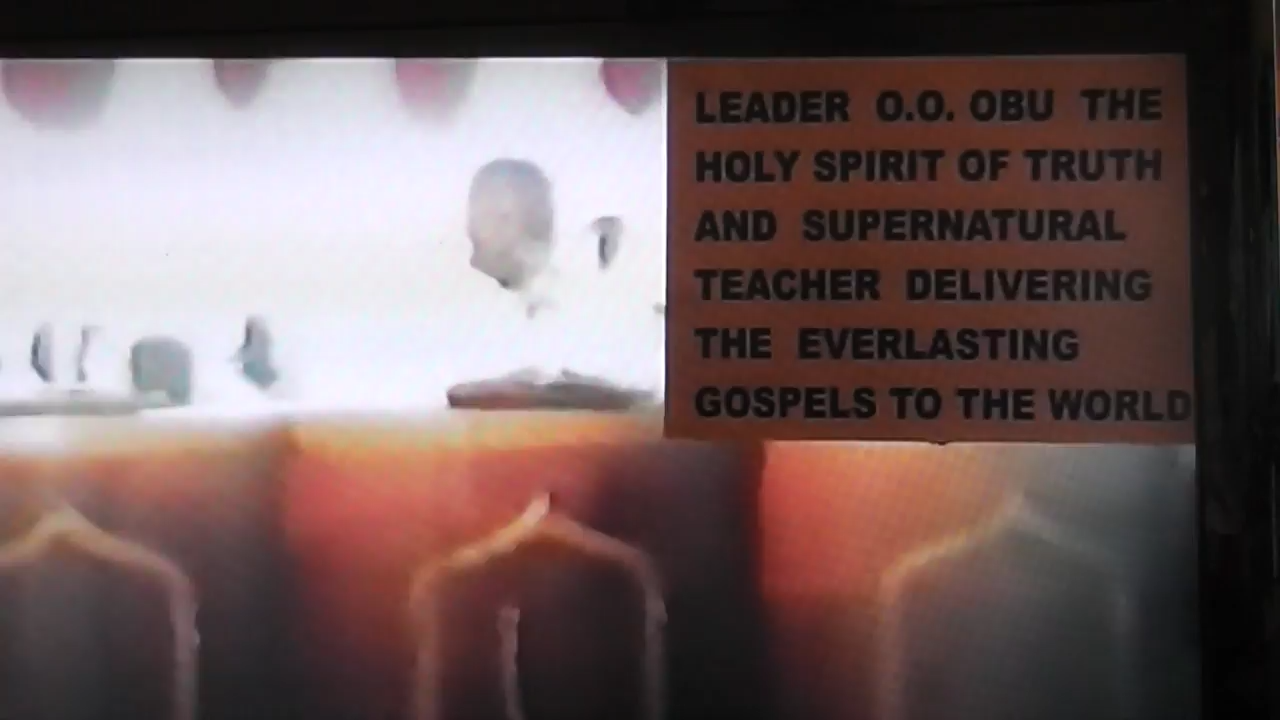 LEADER O.O. OBU THE
HOLY SPIRIT OF TRUTH
AND SUPERNATURAL
TEACHER DELIVERING
THE EVERLASTING
GOSPELS TO THE WORLD